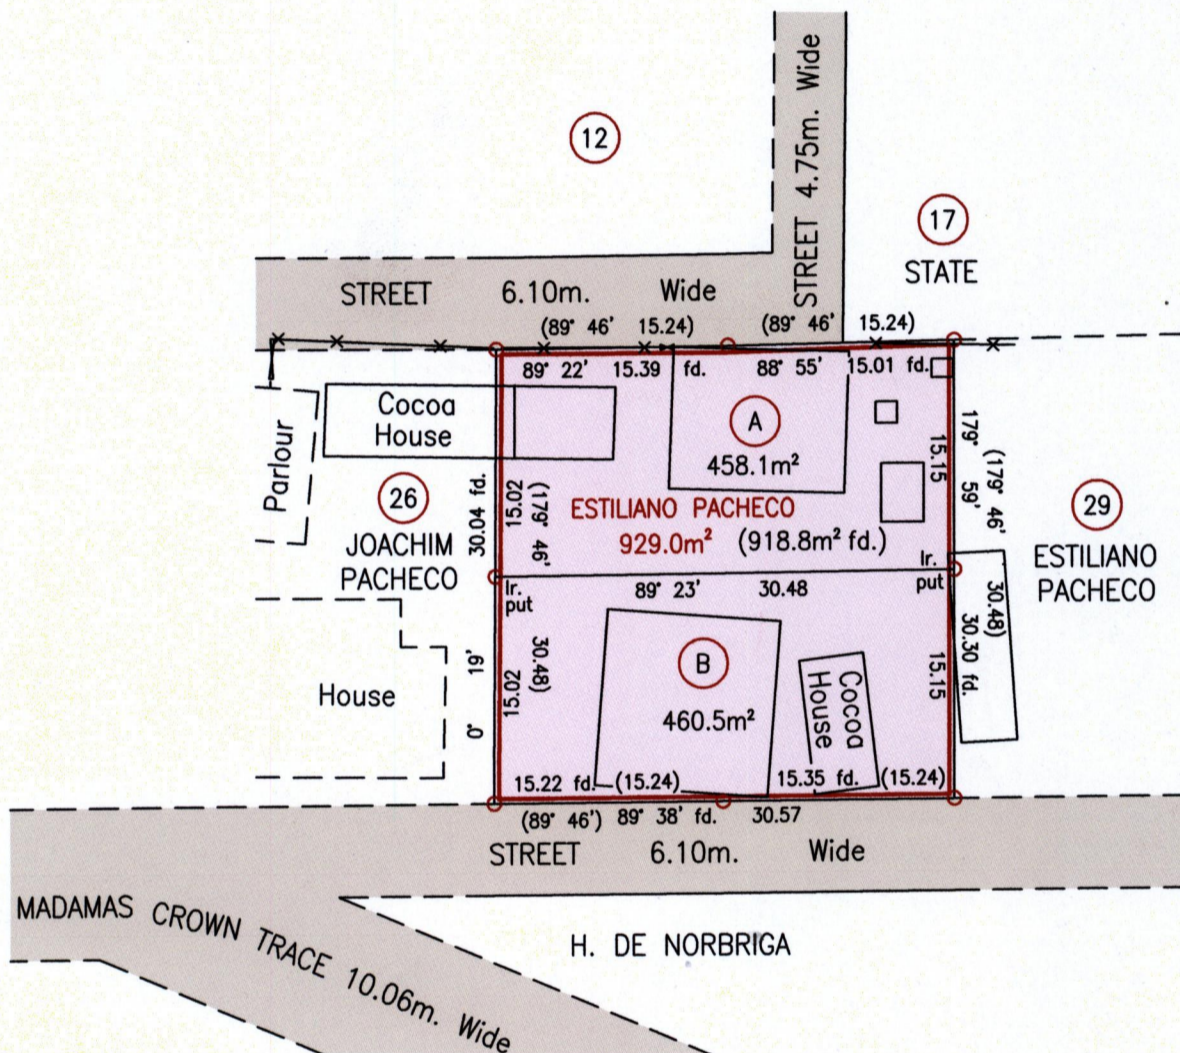 12
STREET 4.75m. Wide
17
STATE
STREET 6.10m. Wide
(89° 46' 15.24) (89° 46' 15.24)
89° 22' 15.39 fd. 88° 55' 15.01 fd.
Cocoa
House
Parlour
A
458.1m²
26
JOACHIM
PACHECO
30.04 fd.
0° 19'
15.02
(179° 46'
30.48)
15.02
ESTILIANO PACHECO
929.0m² (918.8m² fd.)
15.15
179° 59'
(179° 46'
30.48)
30.30 fd.
15.15
29
ESTILIANO
PACHECO
Ir.
put
89° 23' 30.48
Ir.
put
House
B
460.5m²
Cocoa
House
15.22 fd. (15.24) 15.35 fd. (15.24)
(89° 46') 89° 38' fd. 30.57
STREET 6.10m. Wide
MADAMAS CROWN TRACE 10.06m. Wide
H. DE NORBRIGA